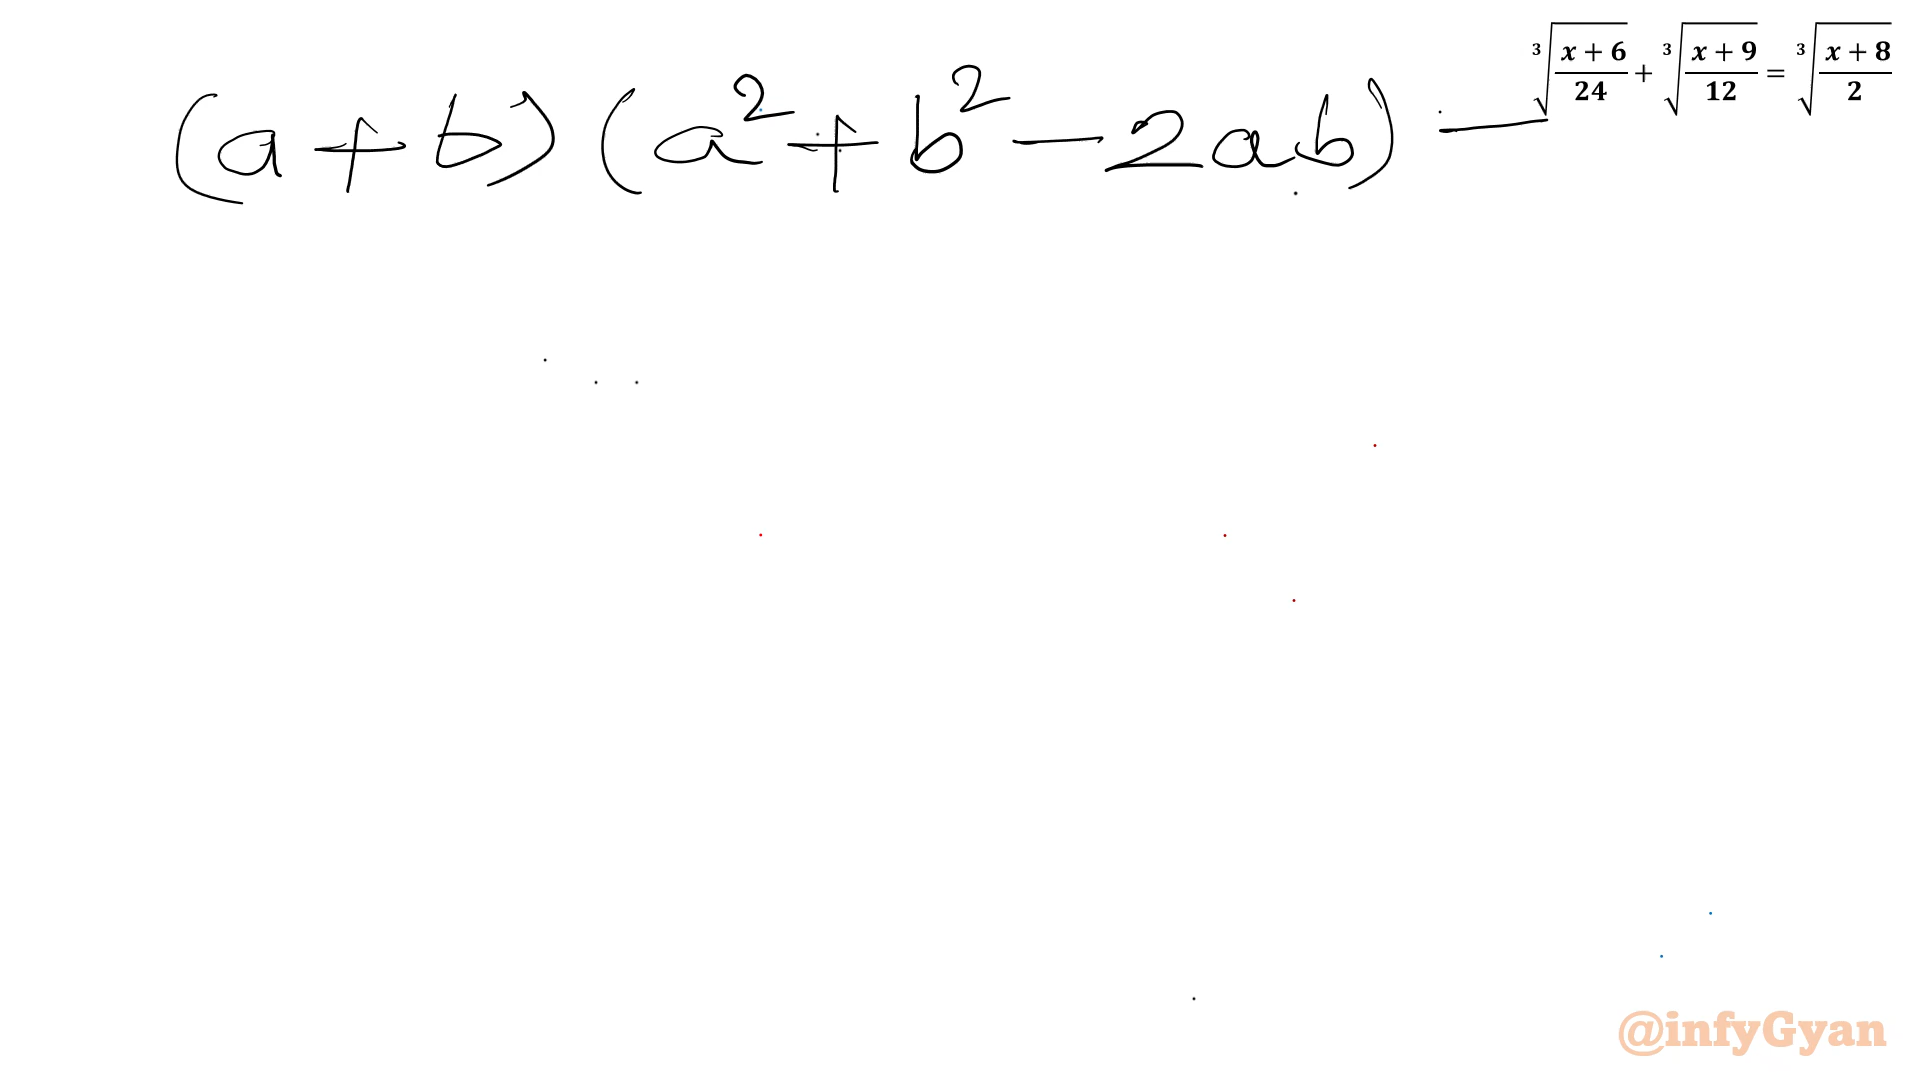 (a + b) (a² + b² − 2ab) −
∛((x + 6)/24) + ∛((x + 9)/12) = ∛((x + 8)/2)
@infyGyan